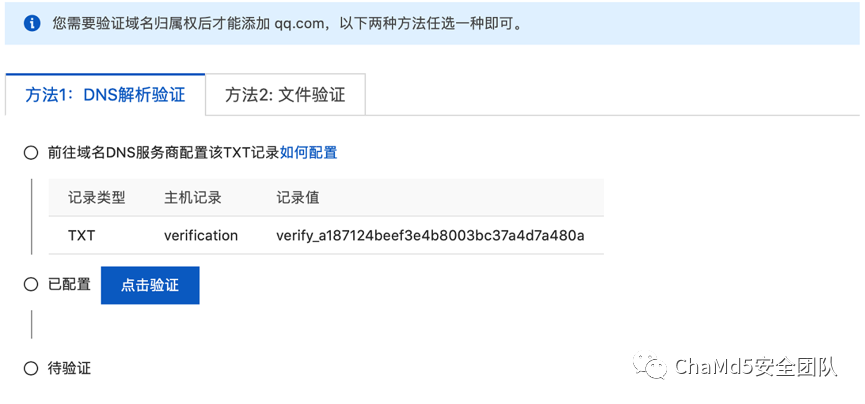 您需要验证域名归属权后才能添加 qq.com，以下两种方法任选一种即可。
方法1：DNS解析验证 方法2: 文件验证
前往域名DNS服务商配置该TXT记录如何配置
记录类型 主机记录 记录值
TXT verification verify_a187124beef3e4b8003bc37a4d7a480a
已配置 点击验证
待验证
ChaMd5安全团队